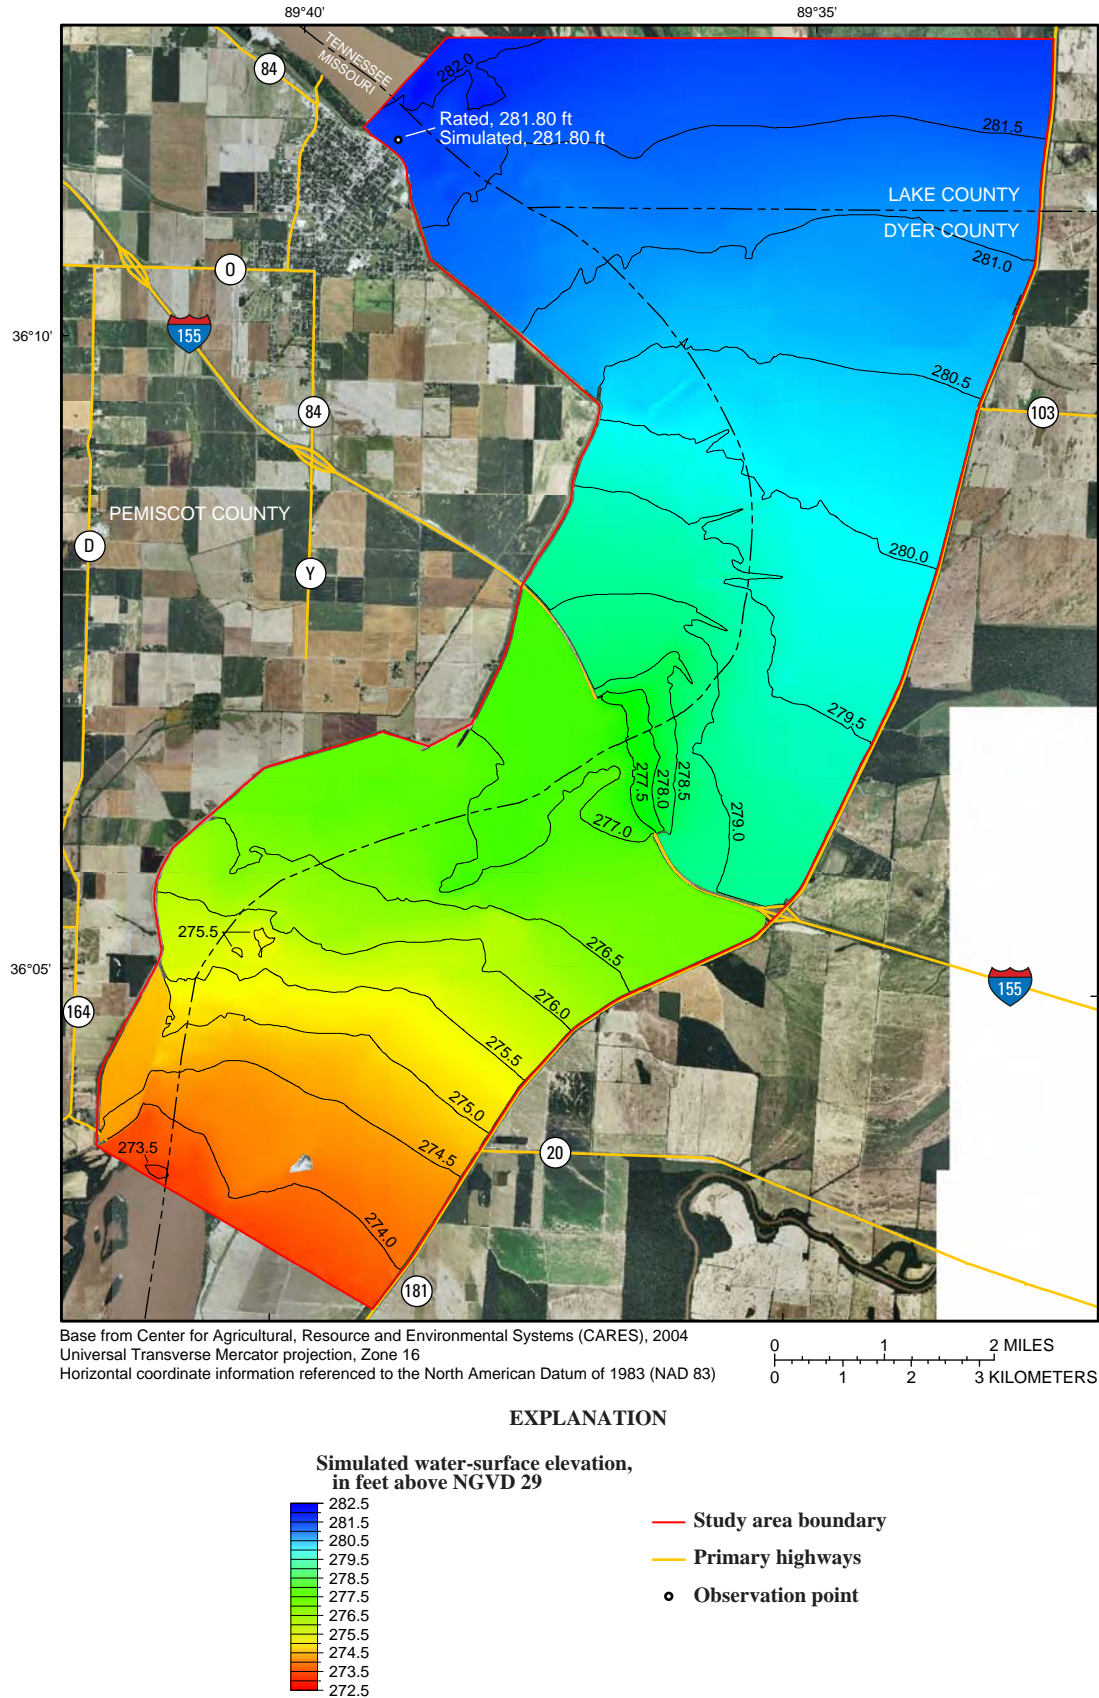 89°40'
89°35'
84
TENNESSEE
MISSOURI
282.0
Rated, 281.80 ft
Simulated, 281.80 ft
281.5
LAKE COUNTY
DYER COUNTY
281.0
O
155
36°10'
280.5
84
103
PEMISCOT COUNTY
D
280.0
Y
279.5
277.5
278.0
278.5
279.0
277.0
275.5
276.5
36°05'
155
276.0
164
275.5
275.0
273.5
274.5
20
274.0
181
Base from Center for Agricultural, Resource and Environmental Systems (CARES), 2004
Universal Transverse Mercator projection, Zone 16
Horizontal coordinate information referenced to the North American Datum of 1983 (NAD 83)
0 1 2 MILES
0 1 2 3 KILOMETERS
EXPLANATION
Simulated water-surface elevation,
in feet above NGVD 29
282.5
281.5
280.5
279.5
278.5
277.5
276.5
275.5
274.5
273.5
272.5
Study area boundary
Primary highways
Observation point